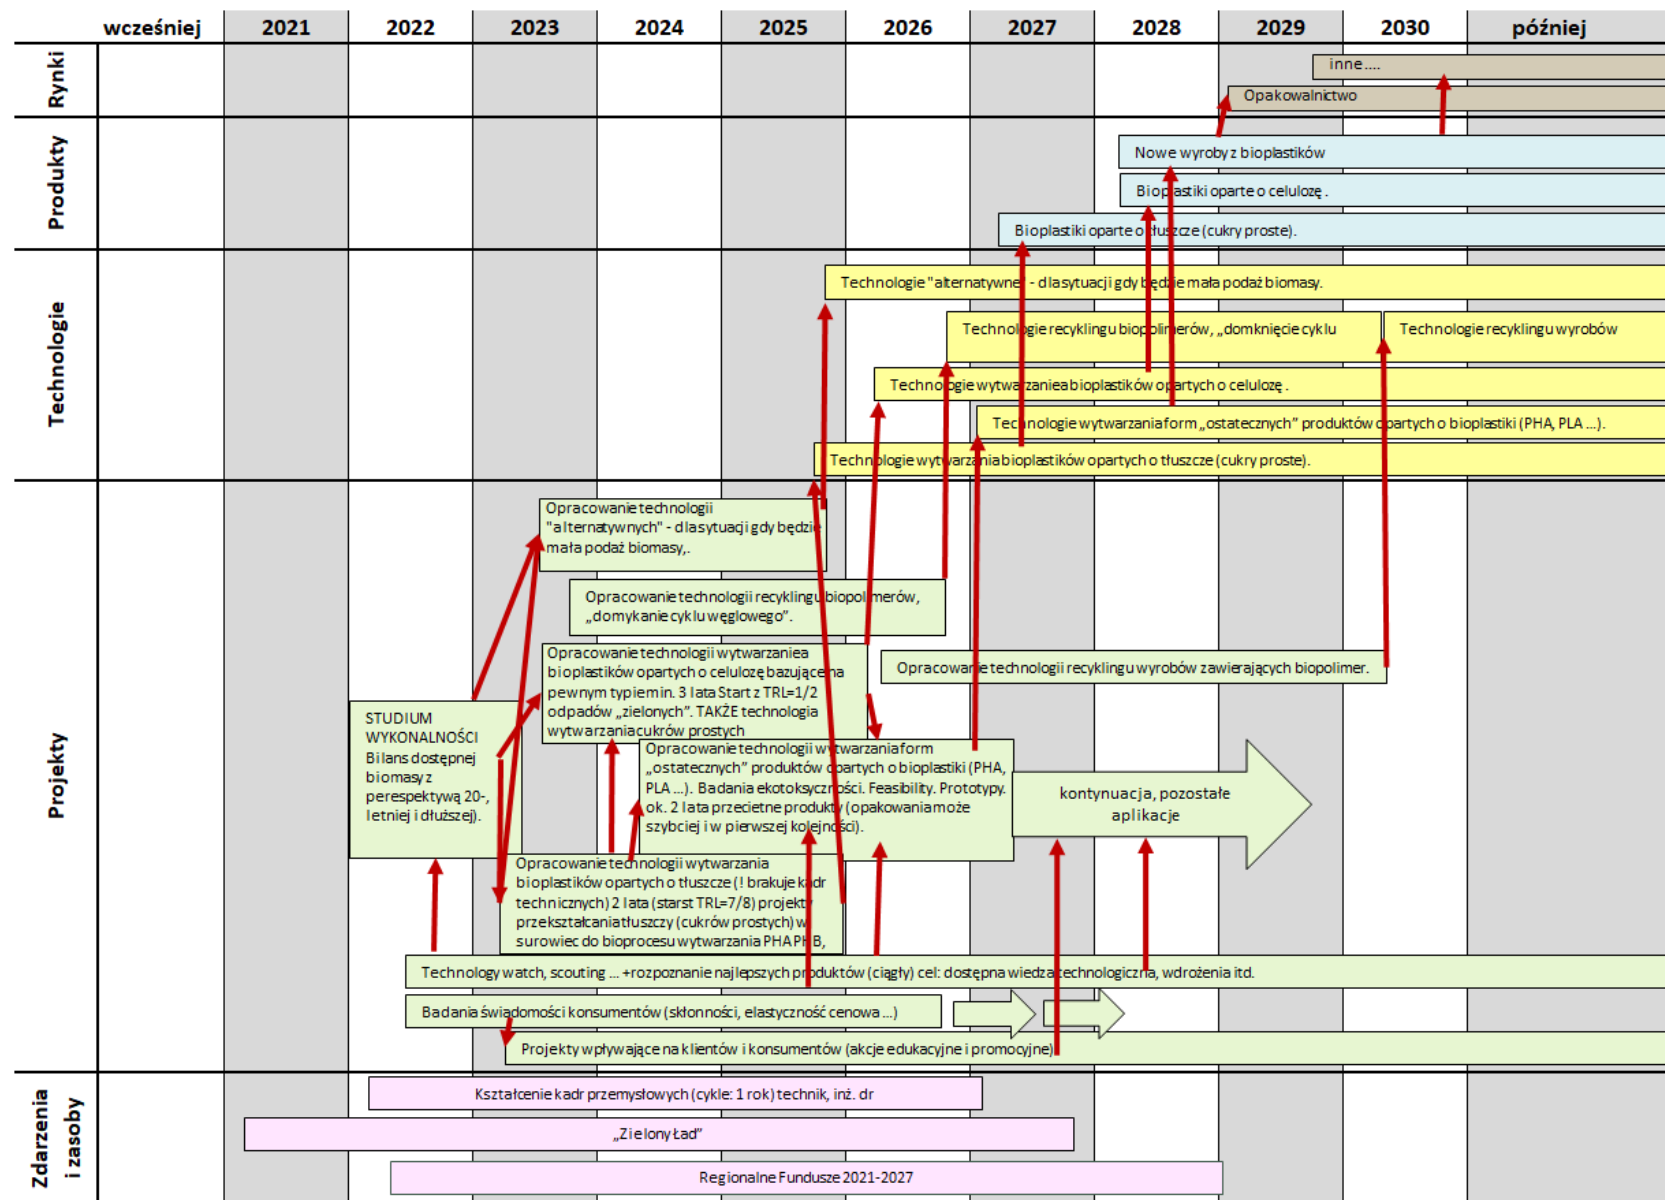 wcześniej 2021 2022 2023 2024 2025 2026 2027 2028 2029 2030 później
Rynki
inne....
Opakowalnictwo
Produkty
Nowe wyroby z bioplastików
Bioplastiki oparte o celulozę .
Bioplastiki oparte o tłuszcze (cukry proste).
Technologie
Technologie "alternatywne" - dla sytuacji gdy będzie mała podaż biomasy.
Technologie recyklingu biopolimerów, „domknięcie cyklu
Technologie recyklingu wyrobów
Technologie wytwarzaniea bioplastików opartych o celulozę .
Technologie wytwarzania form „ostatecznych” produktów opartych o bioplastiki (PHA, PLA ...).
Technologie wytwarzania bioplastików opartych o tłuszcze (cukry proste).
Projekty
Opracowanie technologii
"alternatywnych" - dla sytuacji gdy będzie
mała podaż biomasy,.
Opracowanie technologii recyklingu biopolimerów,
„domykanie cyklu węglowego”.
Opracowanie technologii wytwarzaniea
bioplastików opartych o celulozę bazujące na
pewnym typie min. 3 lata Start z TRL=1/2
odpadów „zielonych”. TAKŻE technologia
wytwarzania cukrów prostych
Opracowanie technologii recyklingu wyrobów zawierających biopolimer.
STUDIUM
WYKONALNOŚCI
Bilans dostępnej
biomasy z
perespektywą 20-,
letniej i dłuższej).
Opracowanie technologii wytwarzania form
„ostatecznych” produktów opartych o bioplastiki (PHA,
PLA ...). Badania ekotoksyczności. Feasibility. Prototypy.
ok. 2 lata przecietne produkty (opakowania może
szybciej i w pierwszej kolejności).
kontynuacja, pozostałe
aplikacje
Opracowanie technologii wytwarzania
bioplastików opartych o tłuszcze (! brakuje kadr
technicznych) 2 lata (starst TRL=7/8) projekty
przekształcania tłuszczy (cukrów prostych) w
surowiec do bioprocesu wytwarzania PHA PHB,
Technology watch, scouting ... +rozpoznanie najlepszych produktów (ciągły) cel: dostępna wiedza technologiczna, wdrożenia itd.
Badania świadomości konsumentów (skłonności, elastyczność cenowa ...)
Projekty wpływające na klientów i konsumentów (akcje edukacyjne i promocyjne)
Zdarzenia
i zasoby
Kształcenie kadr przemysłowych (cykle: 1 rok) technik, inż. dr
„Zielony Ład”
Regionalne Fundusze 2021-2027